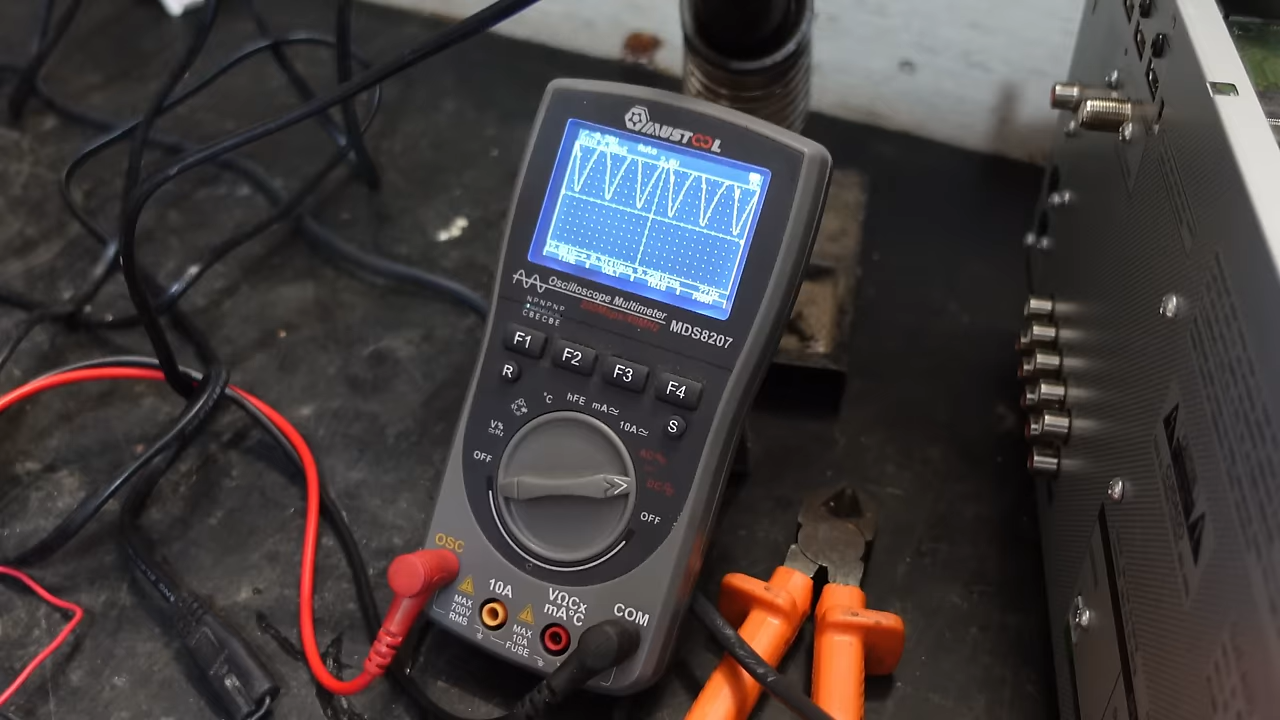 MUSTOOL
Auto
Oscilloscope Multimeter
MDS8207
NPNPNP
CBECBE
F1
F2
F3
F4
R
S
°C
hFE
mA≂
10A≂
V≂
%Hz
OFF
OFF
OSC
10A
VΩCx
mA°C
COM
MAX
700V
RMS
MAX
10A
FUSE